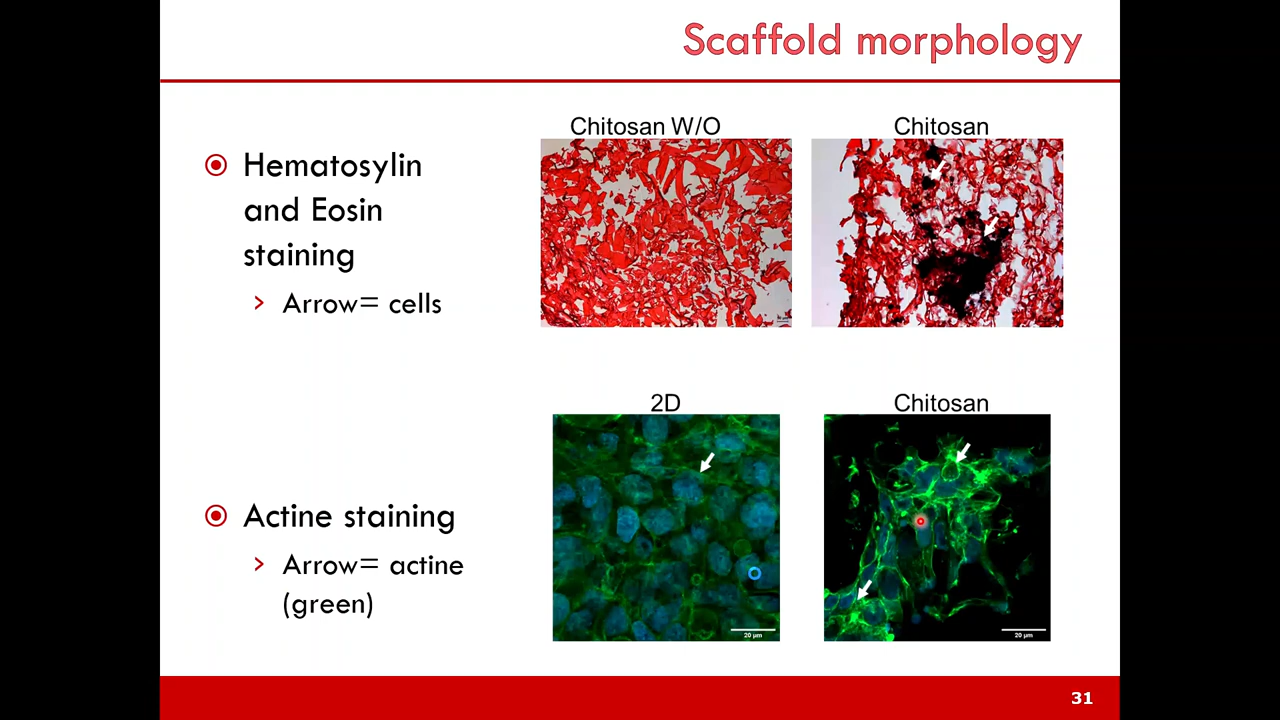 Scaffold morphology
Chitosan W/O
Chitosan
Hematosylin
and Eosin
staining
Arrow= cells
2D
Chitosan
Actine staining
Arrow= actine
(green)
20 µm
20 µm
31